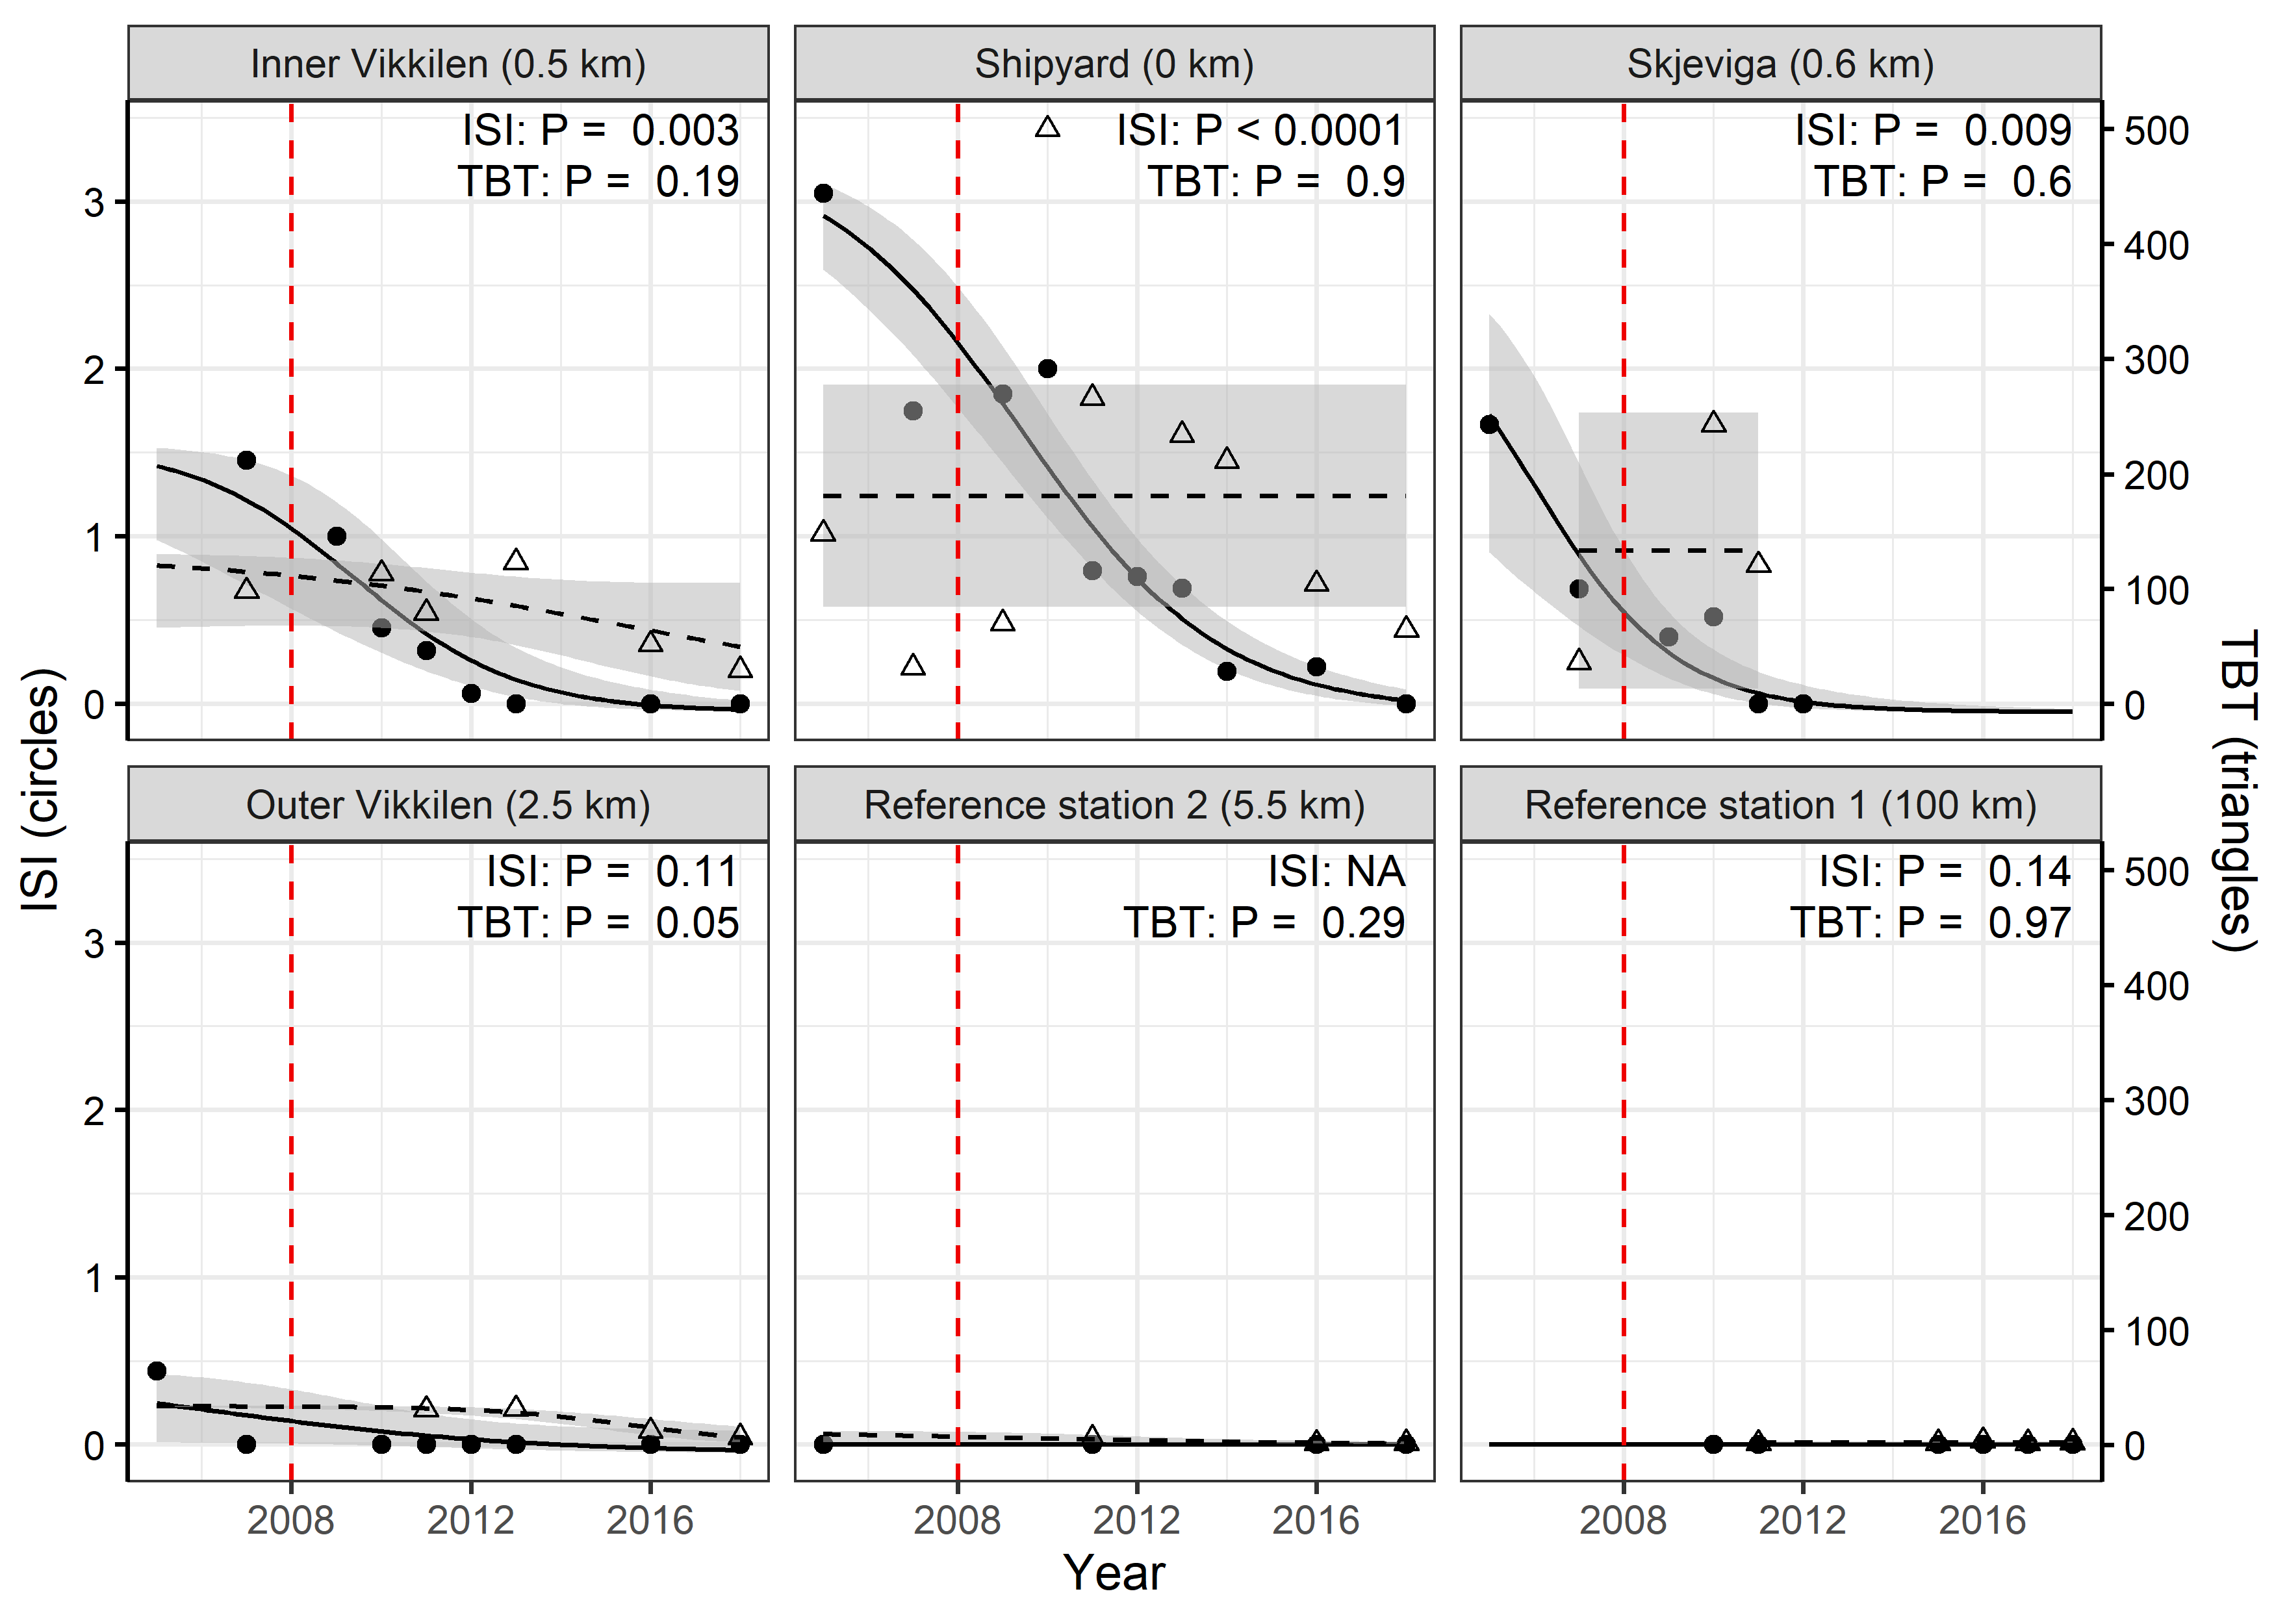 Inner Vikkilen (0.5 km)
Shipyard (0 km)
Skjeviga (0.6 km)
ISI: P = 0.003
TBT: P = 0.19
ISI: P < 0.0001
TBT: P = 0.9
ISI: P = 0.009
TBT: P = 0.6
3
2
1
0
500
400
300
200
100
0
Outer Vikkilen (2.5 km)
Reference station 2 (5.5 km)
Reference station 1 (100 km)
ISI: P = 0.11
TBT: P = 0.05
ISI: NA
TBT: P = 0.29
ISI: P = 0.14
TBT: P = 0.97
3
2
1
0
500
400
300
200
100
0
ISI (circles)
TBT (triangles)
2008 2012 2016
2008 2012 2016
2008 2012 2016
Year